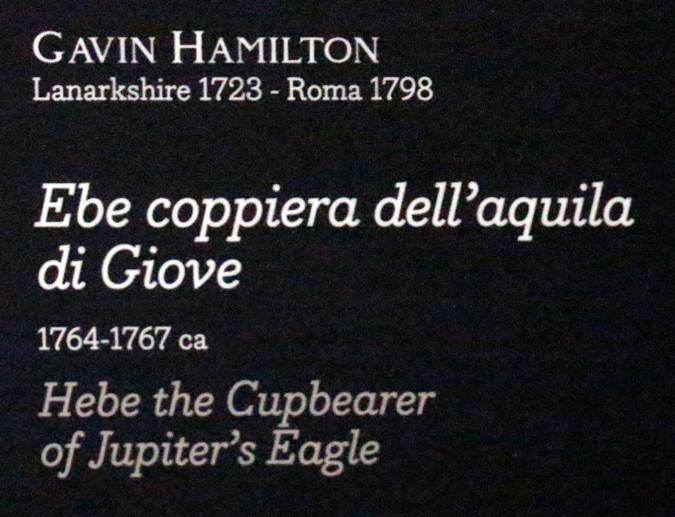 GAVIN HAMILTON
Lanarkshire 1723 - Roma 1798
Ebe coppiera dell'aquila
di Giove
1764-1767 ca
Hebe the Cupbearer
of Jupiter's Eagle